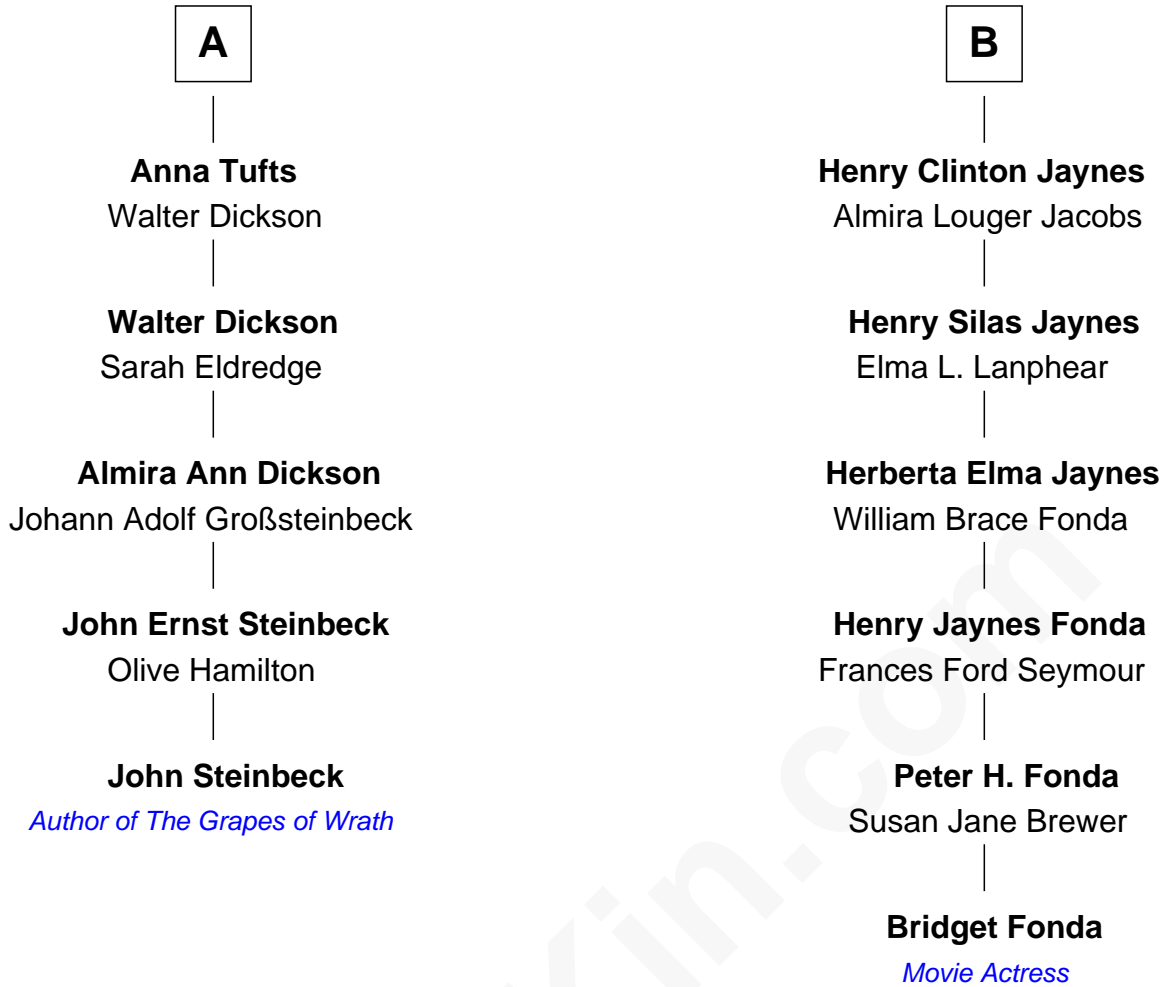 A
Anna Tufts
Walter Dickson
Walter Dickson
Sarah Eldredge
Almira Ann Dickson
Johann Adolf Großsteinbeck
John Ernst Steinbeck
Olive Hamilton
John Steinbeck
Author of The Grapes of Wrath
B
Henry Clinton Jaynes
Almira Louger Jacobs
Henry Silas Jaynes
Elma L. Lanphear
Herberta Elma Jaynes
William Brace Fonda
Henry Jaynes Fonda
Frances Ford Seymour
Peter H. Fonda
Susan Jane Brewer
Bridget Fonda
Movie Actress
Kin.com